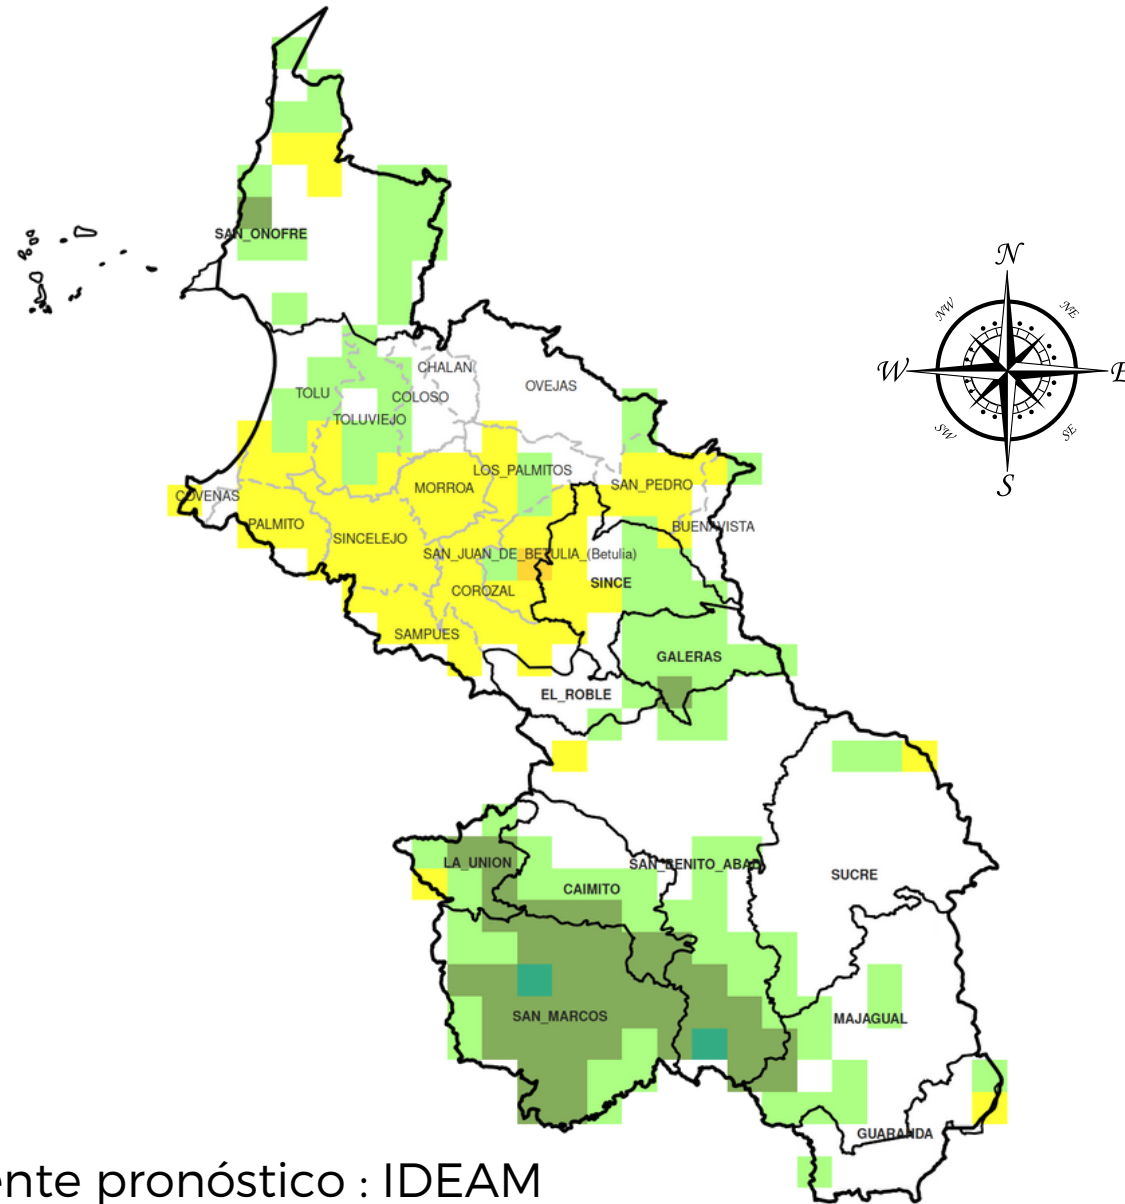 SAN_ONOFRE
N
NW
NE
W
E
SW
SE
S
CHALAN
OVEJAS
TOLU
COLOSO
TOLUVIEJO
LOS_PALMITOS
MORROA
SAN_PEDRO
COVEÑAS
PALMITO
BUENAVISTA
SINCELEJO
SAN_JUAN_DE_BETULIA_(Betulia)
SINCE
COROZAL
SAMPUES
GALERAS
EL_ROBLE
LA_UNION
SAN_BENITO_ABAD
SUCRE
CAIMITO
SAN_MARCOS
MAJAGUAL
GUARANDA
ente pronóstico : IDEAM